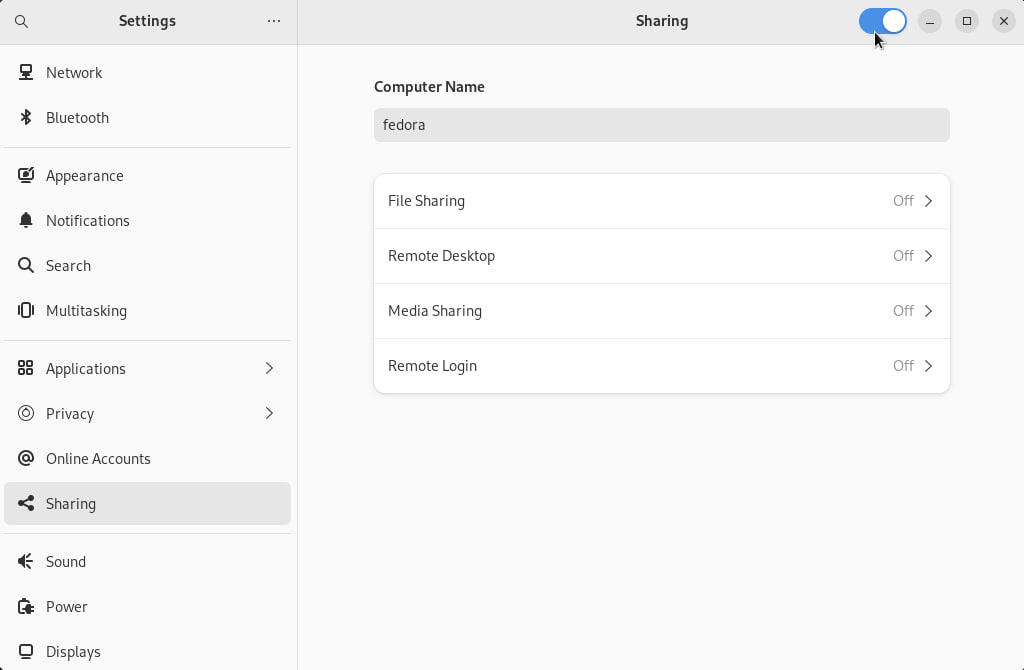 Settings
Sharing
Network
Bluetooth
Appearance
Notifications
Search
Multitasking
Applications
Privacy
Online Accounts
Sharing
Sound
Power
Displays
Computer Name
fedora
File Sharing Off
Remote Desktop Off
Media Sharing Off
Remote Login Off